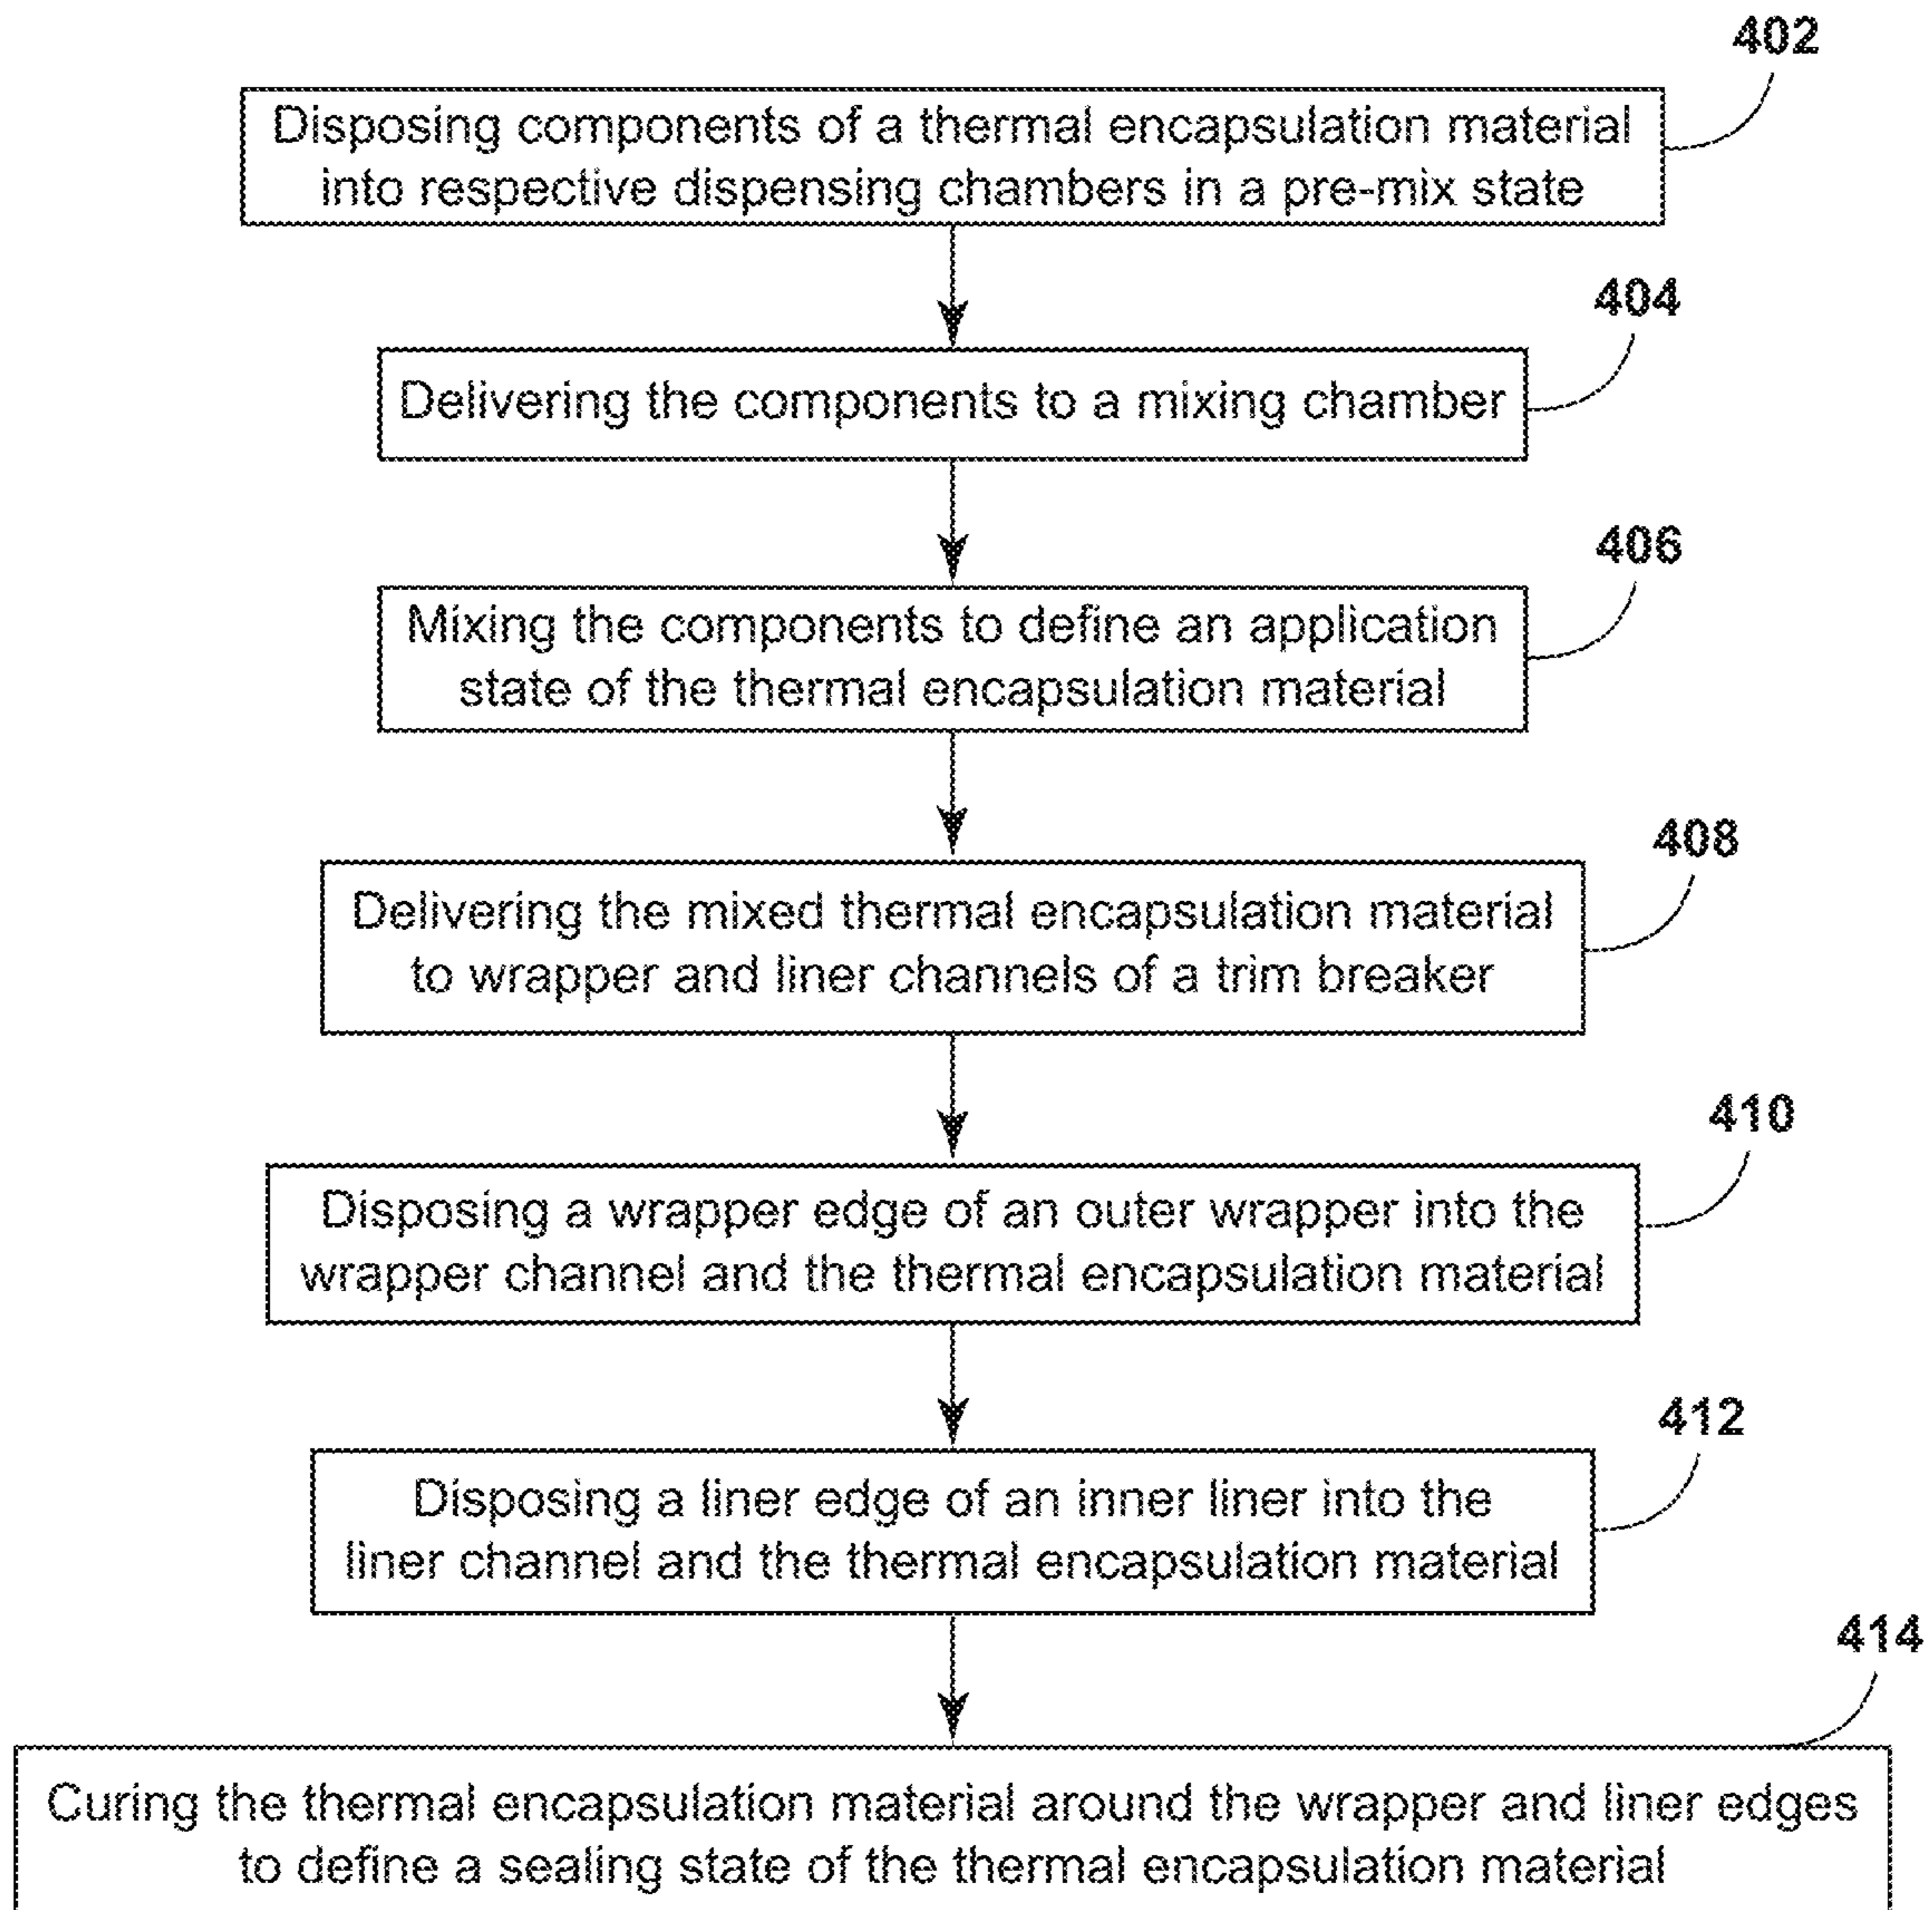 402
Disposing components of a thermal encapsulation material
into respective dispensing chambers in a pre-mix state
404
Delivering the components to a mixing chamber
406
Mixing the components to define an application
state of the thermal encapsulation material
408
Delivering the mixed thermal encapsulation material
to wrapper and liner channels of a trim breaker
410
Disposing a wrapper edge of an outer wrapper into the
wrapper channel and the thermal encapsulation material
412
Disposing a liner edge of an inner liner into the
liner channel and the thermal encapsulation material
414
Curing the thermal encapsulation material around the wrapper and liner edges
to define a sealing state of the thermal encapsulation material